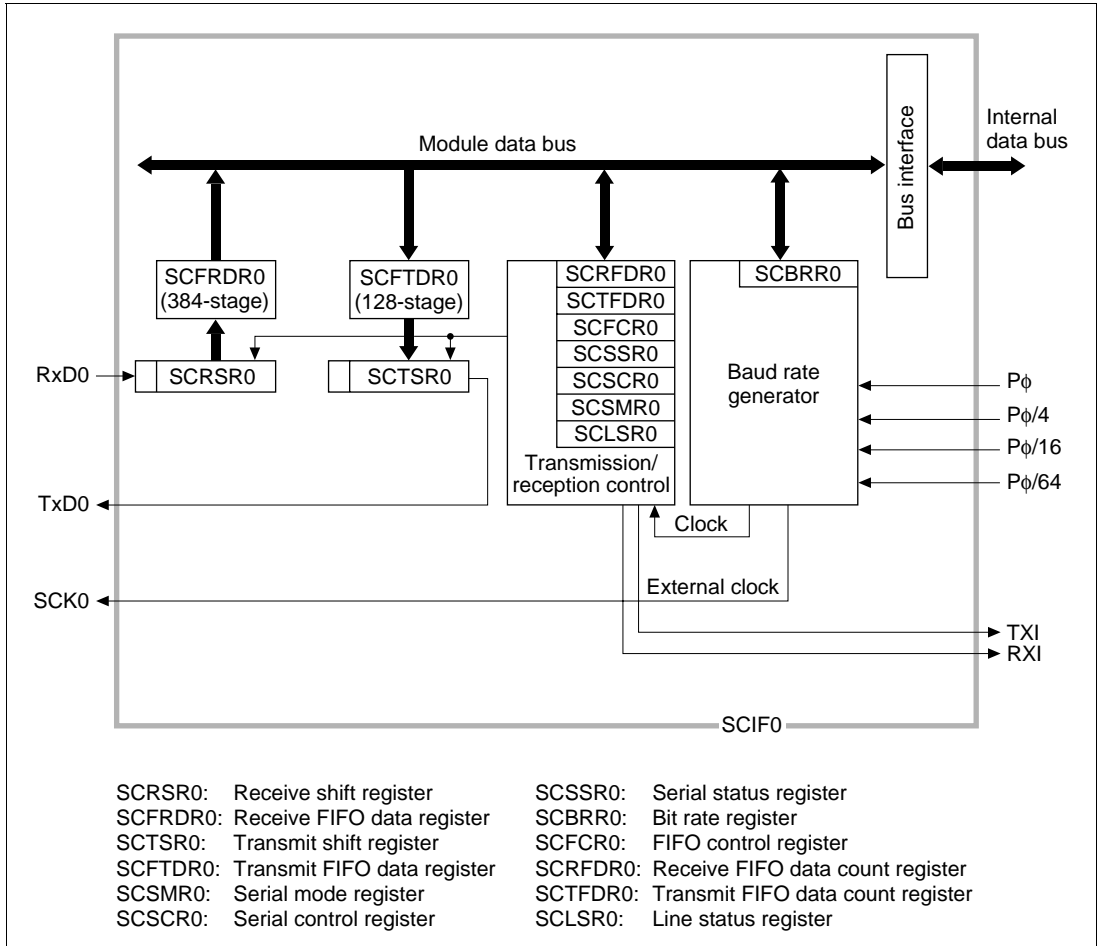 Module data bus
Bus interface
Internal
data bus
SCFRDR0
(384-stage)
SCFTDR0
(128-stage)
SCRFDR0
SCTFDR0
SCFCR0
SCSSR0
SCSCR0
SCSMR0
SCLSR0
Transmission/
reception control
SCBRR0
Baud rate
generator
RxD0
SCRSR0
SCTSR0
Pϕ
Pϕ/4
Pϕ/16
Pϕ/64
TxD0
Clock
External clock
SCK0
TXI
RXI
SCIF0
SCRSR0: Receive shift register
SCFRDR0: Receive FIFO data register
SCTSR0: Transmit shift register
SCFTDR0: Transmit FIFO data register
SCSMR0: Serial mode register
SCSCR0: Serial control register
SCSSR0: Serial status register
SCBRR0: Bit rate register
SCFCR0: FIFO control register
SCRFDR0: Receive FIFO data count register
SCTFDR0: Transmit FIFO data count register
SCLSR0: Line status register